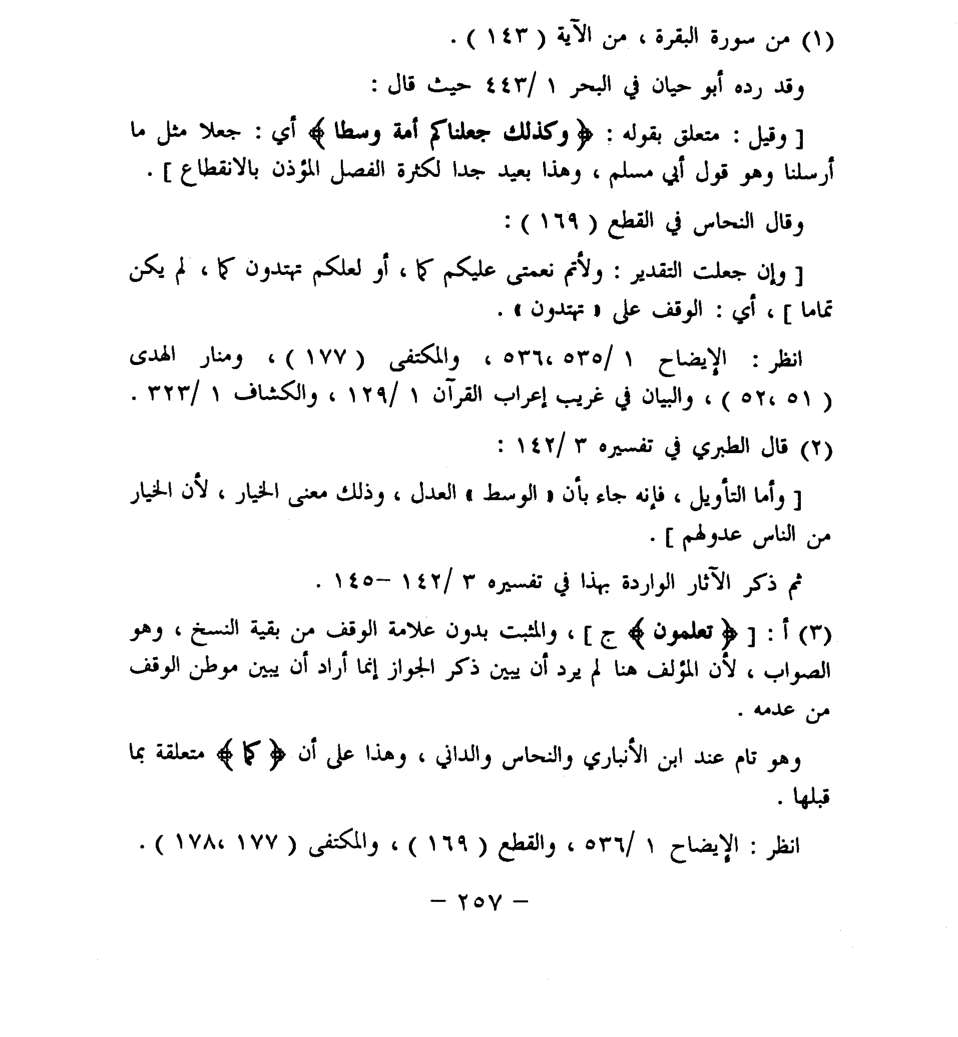 (١) من سورة البقرة ، من الآية ( ١٤٣ ) .
وقد رده أبو حيان في البحر ١ /٤٤٣ حيث قال :
[ وقيل : متعلق بقوله : ﴿ وكذلك جعلناكم أمة وسطا ﴾ أي : جعلا مثل ما
أرسلنا وهو قول أبي مسلم ، وهذا بعيد جدا لكثرة الفصل المؤذن بالانقطاع ] .
وقال النحاس في القطع ( ١٦٩ ) :
[ وإن جعلت التقدير : ولأتم نعمتى عليكم كما ، أو لعلكم تهتدون كما ، لم يكن
تماما ] ، أي : الوقف على « تهتدون » .
انظر : الإيضاح ١ /٥٣٥ ،٥٣٦ ، والمكتفى ( ١٧٧ ) ، ومنار الهدى
( ٥١ ،٥٢ ) ، والبيان في غريب إعراب القرآن ١ /١٢٩ ، والكشاف ١ /٣٢٣ .
(٢) قال الطبري في تفسيره ٣ /١٤٢ :
[ وأما التأويل ، فإنه جاء بأن « الوسط » العدل ، وذلك معنى الخيار ، لأن الخيار
من الناس عدولهم ] .
ثم ذكر الآثار الواردة بهذا في تفسيره ٣ /١٤٢ –١٤٥ .
(٣) أ : [ ﴿ تعلمون ﴾ ج ] ، والمثبت بدون علامة الوقف من بقية النسخ ، وهو
الصواب ، لأن المؤلف هنا لم يرد أن يبين ذكر الجواز إنما أراد أن يبين موطن الوقف
من عدمه .
وهو تام عند ابن الأنباري والنحاس والداني ، وهذا على أن ﴿ كما ﴾ متعلقة بما
قبلها .
انظر : الإيضاح ١ /٥٣٦ ، والقطع ( ١٦٩ ) ، والمكتفى ( ١٧٧ ،١٧٨ ) .
– ٢٥٧ –